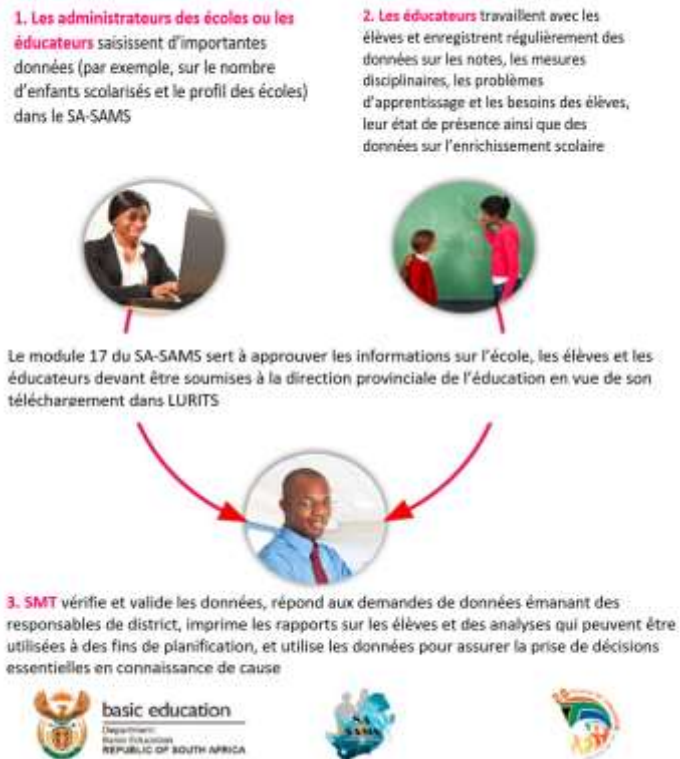 1. Les administrateurs des écoles ou les
éducateurs saisissent d'importantes
données (par exemple, sur le nombre
d'enfants scolarisés et le profil des écoles)
dans le SA-SAMS
2. Les éducateurs travaillent avec les
élèves et enregistrent régulièrement des
données sur les notes, les mesures
disciplinaires, les problèmes
d'apprentissage et les besoins des élèves,
leur état de présence ainsi que des
données sur l'enrichissement scolaire
Le module 17 du SA-SAMS sert à approuver les informations sur l'école, les élèves et les
éducateurs devant être soumises à la direction provinciale de l'éducation en vue de son
téléchargement dans LURITS
3. SMT vérifie et valide les données, répond aux demandes de données émanant des
responsables de district, imprime les rapports sur les élèves et des analyses qui peuvent être
utilisées à des fins de planification, et utilise les données pour assurer la prise de décisions
essentielles en connaissance de cause
basic education
Department:
Basic Education
REPUBLIC OF SOUTH AFRICA
SA
SAMS